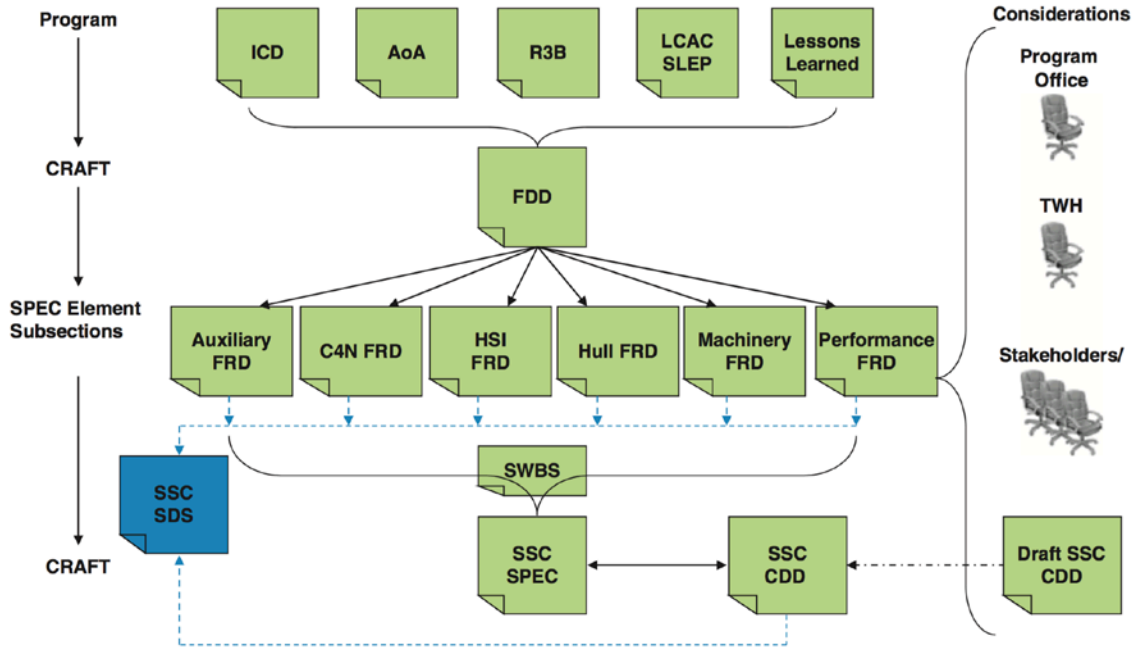 Program
ICD
AoA
R3B
LCAC
SLEP
Lessons
Learned
Considerations
Program
Office
CRAFT
FDD
TWH
SPEC Element
Subsections
Auxiliary
FRD
C4N FRD
HSI
FRD
Hull FRD
Machinery
FRD
Performance
FRD
Stakeholders/
SWBS
SSC
SDS
CRAFT
SSC
SPEC
SSC
CDD
Draft SSC
CDD